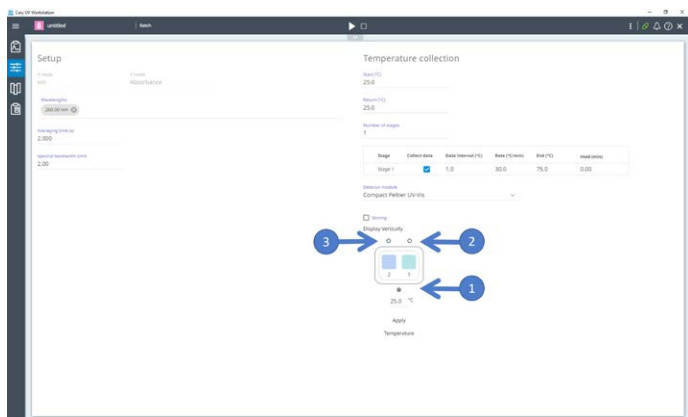 Cary UV Workstation
untitled
Batch
Setup
X mode
nm
Y mode
Absorbance
Wavelengths
260.00 nm
Averaging time (s)
2.000
Spectral bandwidth (nm)
2.00
Temperature collection
Start (°C)
25.0
Return (°C)
25.0
Number of stages
1
Stage Collect data Data interval (°C) Rate (°C/min) End (°C) Hold (min)
Stage 1 1.0 30.0 75.0 0.00
Detector module
Compact Peltier UV-Vis
Stirring
Display Vertically
3 2
2 1
1
25.0 °C
Apply
Temperature